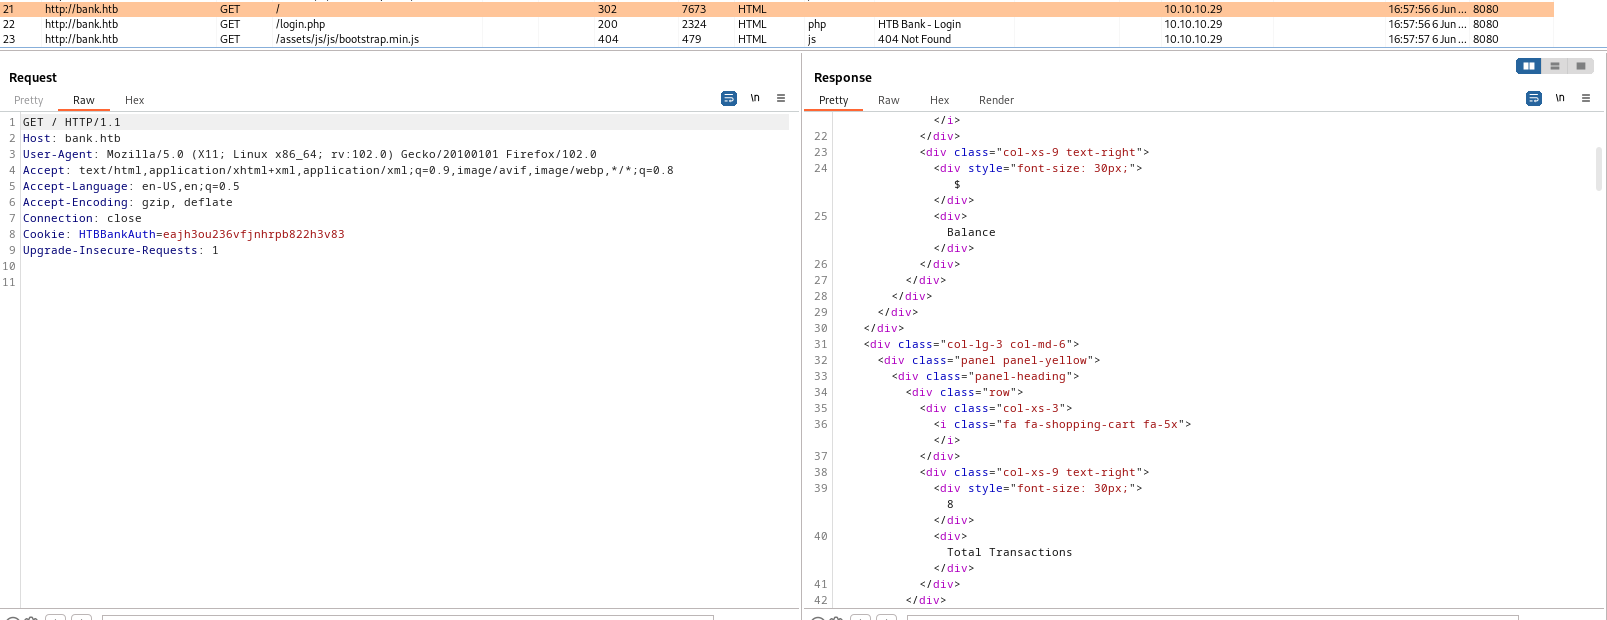 21 http://bank.htb GET / 302 7673 HTML 10.10.10.29 16:57:56 6 Jun ... 8080
22 http://bank.htb GET /login.php 200 2324 HTML php HTB Bank - Login 10.10.10.29 16:57:56 6 Jun ... 8080
23 http://bank.htb GET /assets/js/js/bootstrap.min.js 404 479 HTML js 404 Not Found 10.10.10.29 16:57:57 6 Jun ... 8080
Request
Pretty Raw Hex
\n
1 GET / HTTP/1.1
2 Host: bank.htb
3 User-Agent: Mozilla/5.0 (X11; Linux x86_64; rv:102.0) Gecko/20100101 Firefox/102.0
4 Accept: text/html,application/xhtml+xml,application/xml;q=0.9,image/avif,image/webp,*/*;q=0.8
5 Accept-Language: en-US,en;q=0.5
6 Accept-Encoding: gzip, deflate
7 Connection: close
8 Cookie: HTBBankAuth=eajh3ou236vfjnhrpb822h3v83
9 Upgrade-Insecure-Requests: 1
10
11
Response
Pretty Raw Hex Render
\n
</i>
22 </div>
23 <div class="col-xs-9 text-right">
24 <div style="font-size: 30px;">
$
</div>
25 <div>
Balance
</div>
26 </div>
27 </div>
28 </div>
29 </div>
30 </div>
31 <div class="col-lg-3 col-md-6">
32 <div class="panel panel-yellow">
33 <div class="panel-heading">
34 <div class="row">
35 <div class="col-xs-3">
36 <i class="fa fa-shopping-cart fa-5x">
</i>
37 </div>
38 <div class="col-xs-9 text-right">
39 <div style="font-size: 30px;">
8
</div>
40 <div>
Total Transactions
</div>
41 </div>
42 </div>